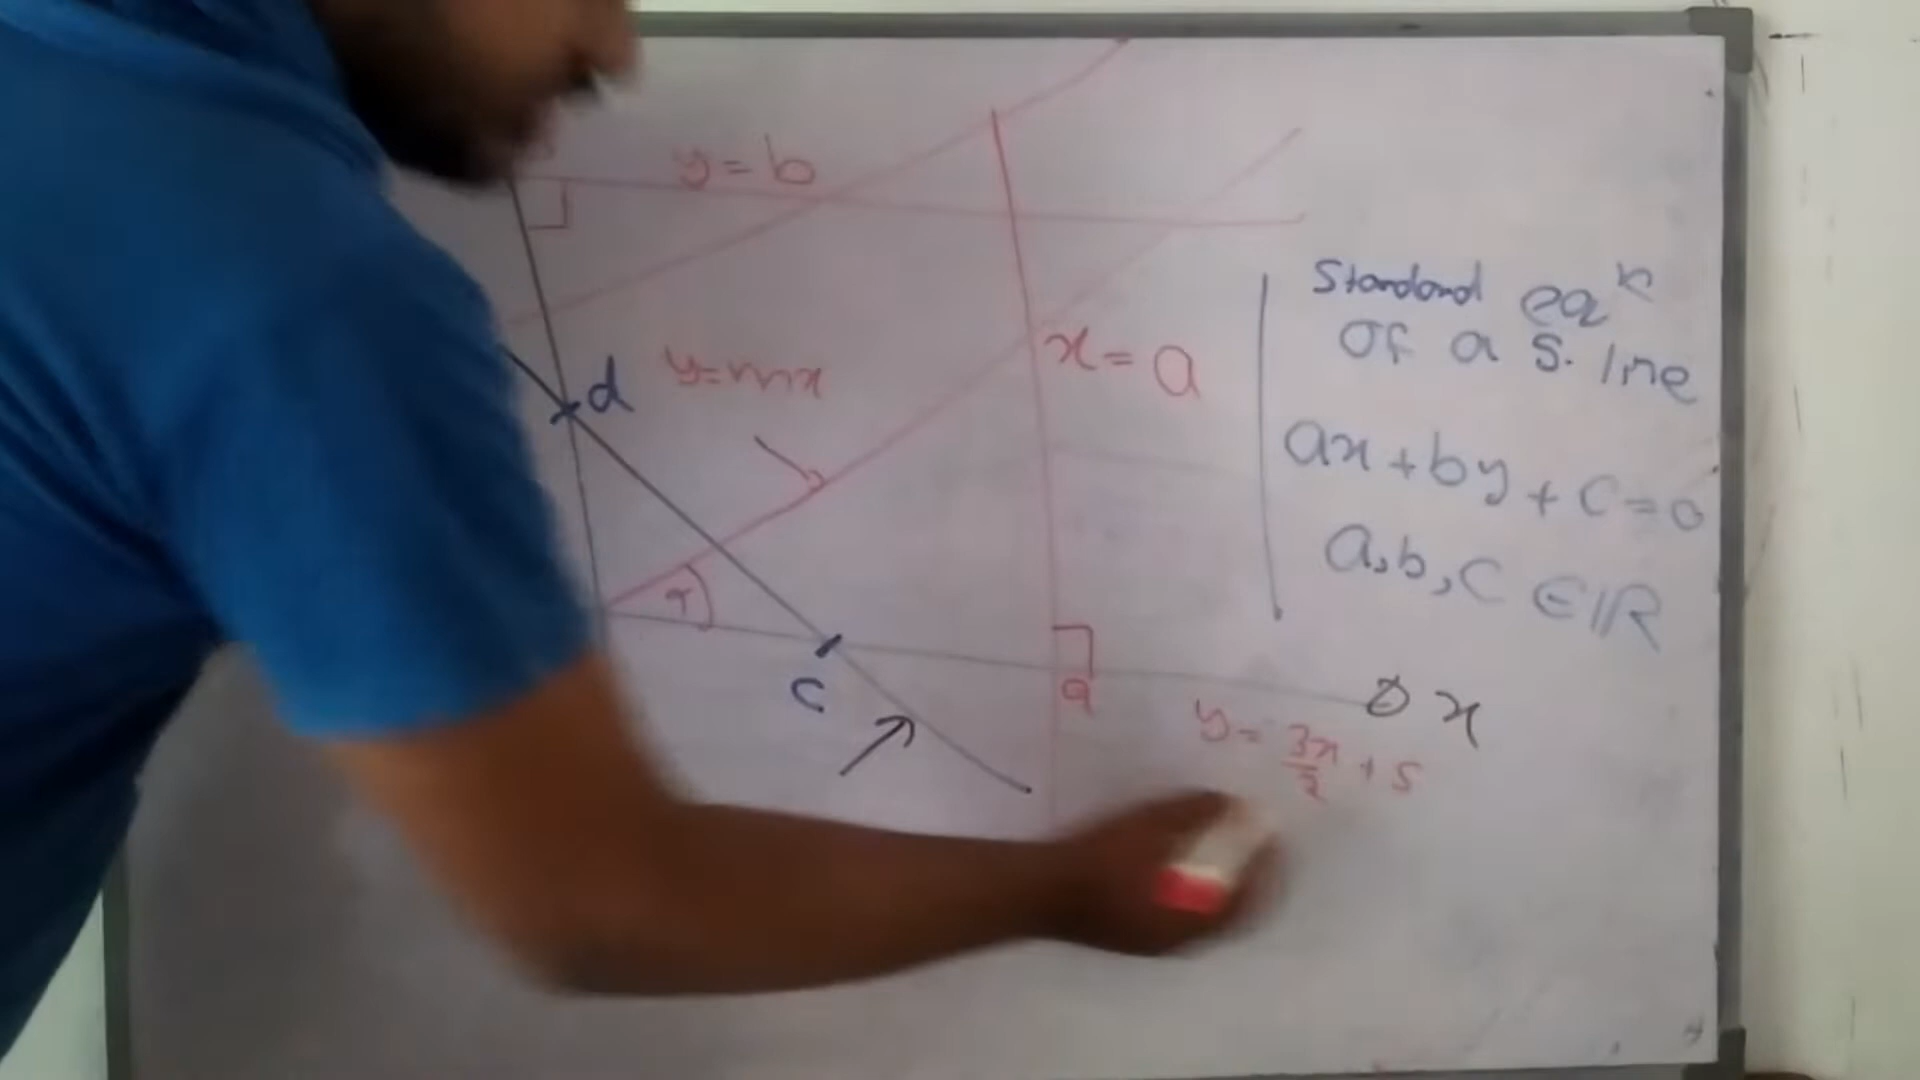 y = b
d
y=mx
x = a
Standard eqⁿ
of a s. line
ax + by + c = 0
a, b, c ∈ ℝ
c
a
x
y = 3x/2 + 5